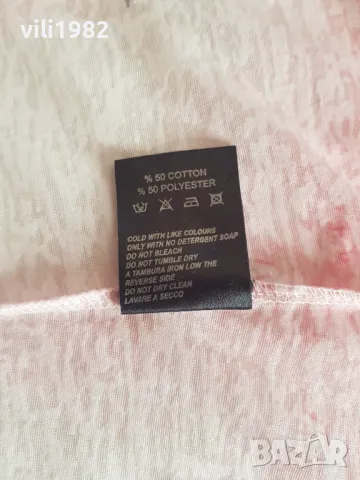 vili1982
% 50 COTTON
% 50 POLYESTER
COLD WITH LIKE COLOURS
ONLY WITH NO DETERGENT SOAP
DO NOT BLEACH
DO NOT TUMBLE DRY
A TAMBURA IRON LOW THE
REVERSE SIDE
DO NOT DRY CLEAN
LAVARE A SECCO
BAZAR